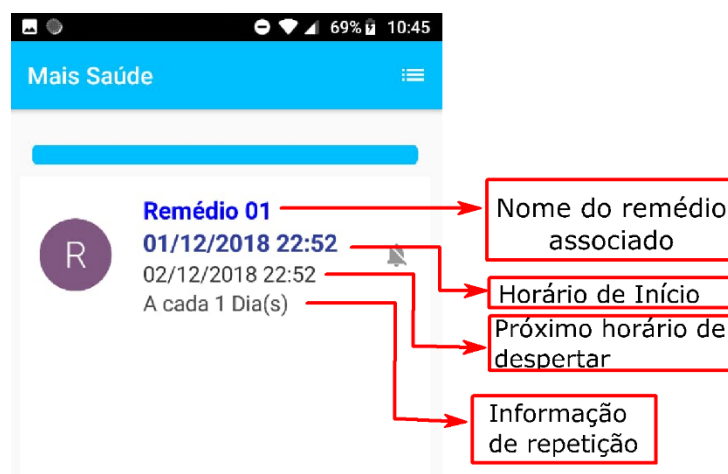 69% 10:45
Mais Saúde
Remédio 01
01/12/2018 22:52
02/12/2018 22:52
A cada 1 Dia(s)
R
Nome do remédio
associado
Horário de Início
Próximo horário de
despertar
Informação
de repetição